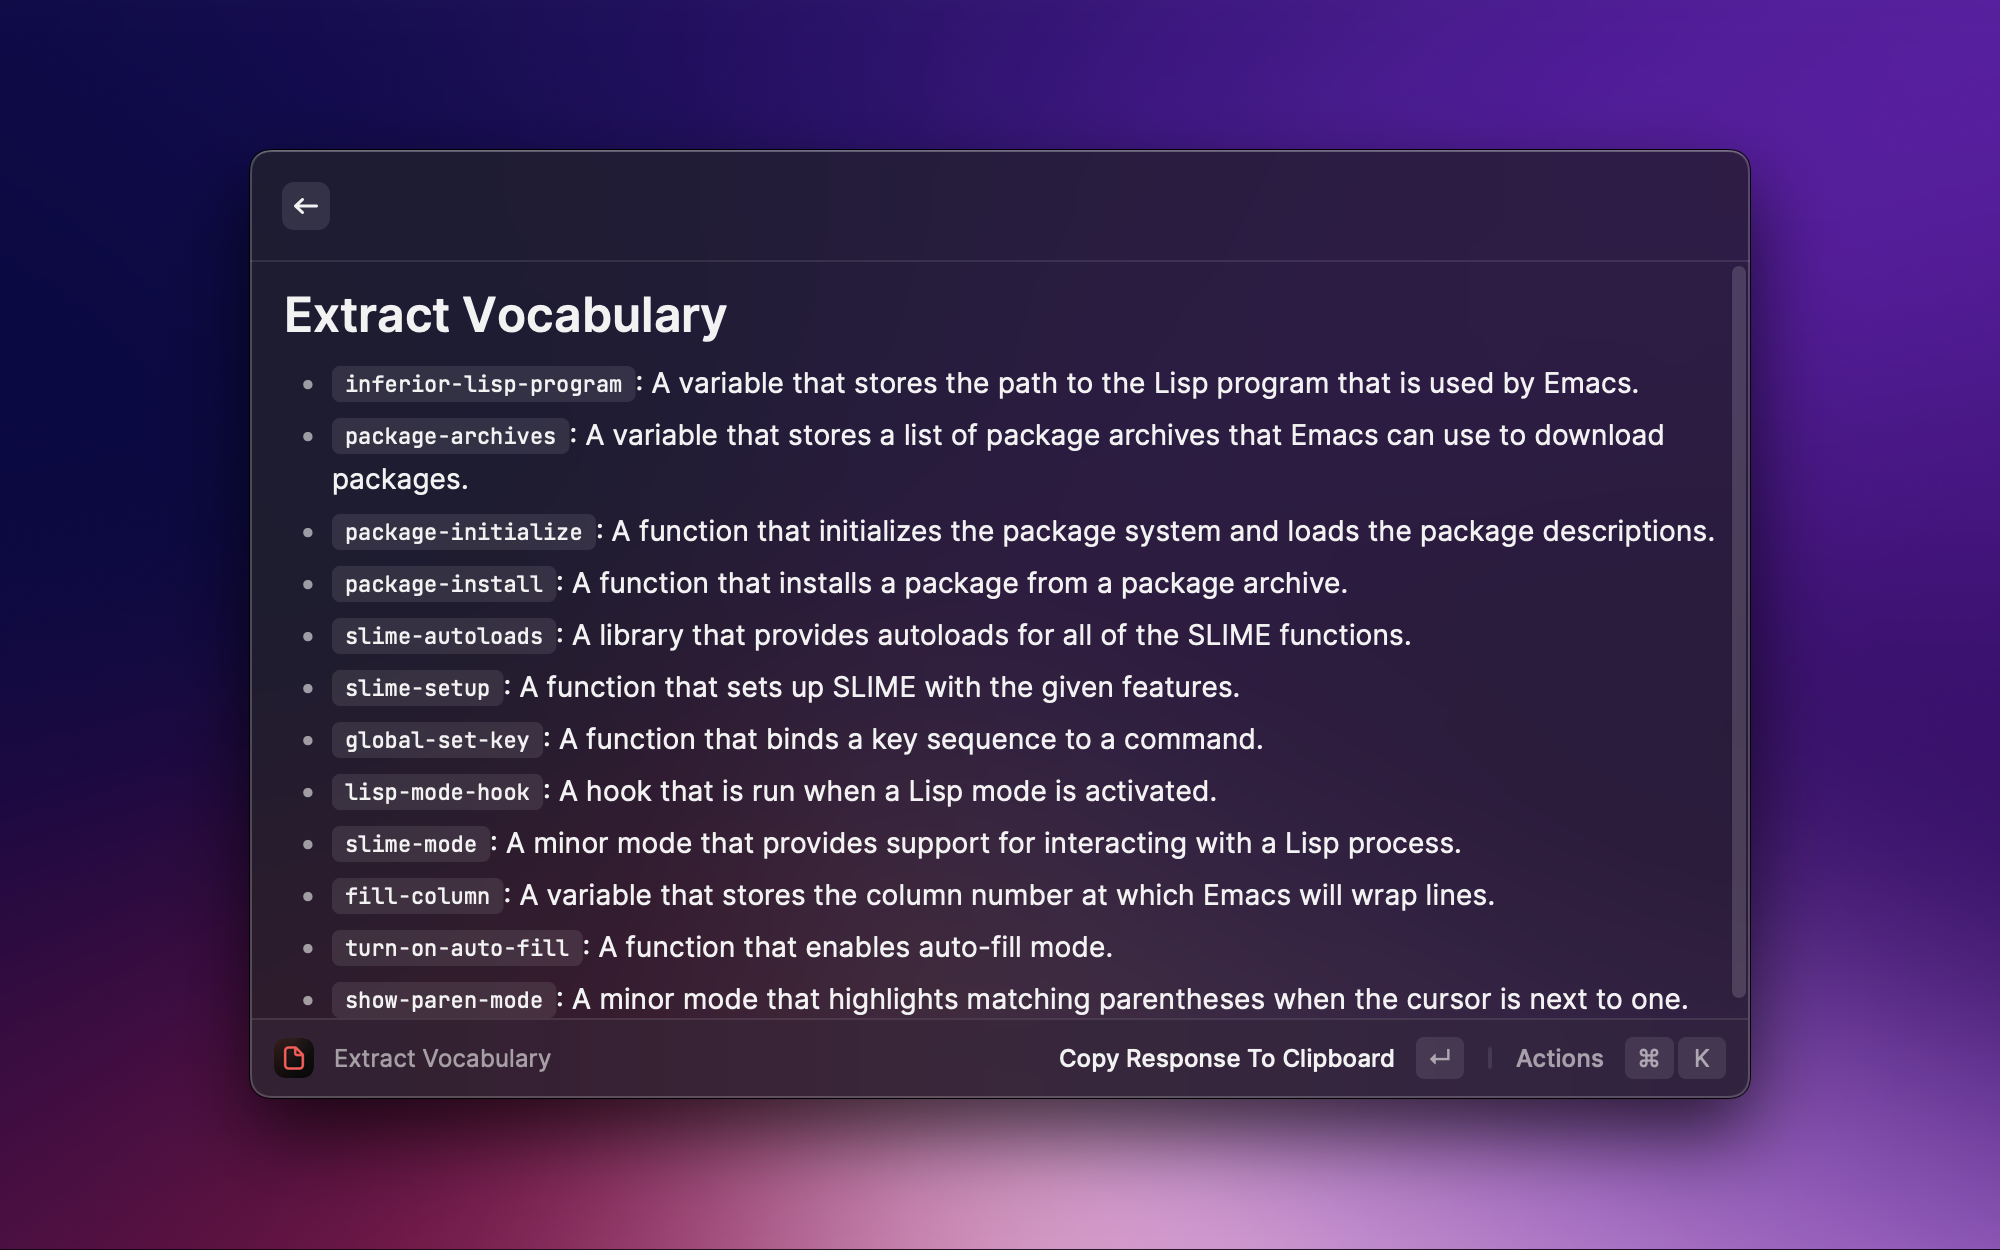 Extract Vocabulary
inferior-lisp-program: A variable that stores the path to the Lisp program that is used by Emacs.
package-archives: A variable that stores a list of package archives that Emacs can use to download
packages.
package-initialize: A function that initializes the package system and loads the package descriptions.
package-install: A function that installs a package from a package archive.
slime-autoloads: A library that provides autoloads for all of the SLIME functions.
slime-setup: A function that sets up SLIME with the given features.
global-set-key: A function that binds a key sequence to a command.
lisp-mode-hook: A hook that is run when a Lisp mode is activated.
slime-mode: A minor mode that provides support for interacting with a Lisp process.
fill-column: A variable that stores the column number at which Emacs will wrap lines.
turn-on-auto-fill: A function that enables auto-fill mode.
show-paren-mode: A minor mode that highlights matching parentheses when the cursor is next to one.
Extract Vocabulary Copy Response To Clipboard ↵ Actions ⌘ K